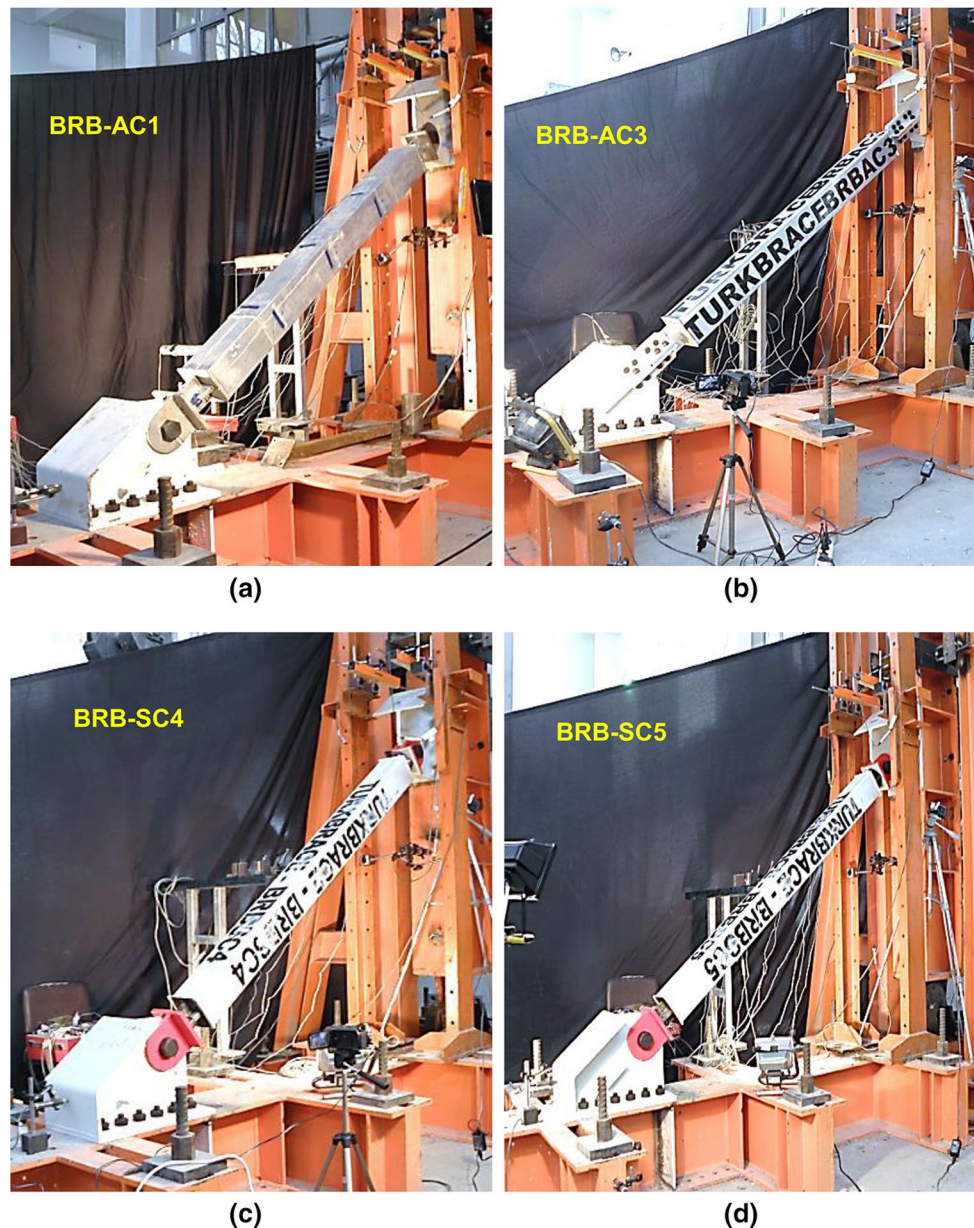 BRB-AC1
(a)
BRB-AC3
TURKBRACEBRBAC3
(b)
BRB-SC4
TURKBRACE - BRBSC4
(c)
BRB-SC5
TURKBRACE - BRBSC5
(d)